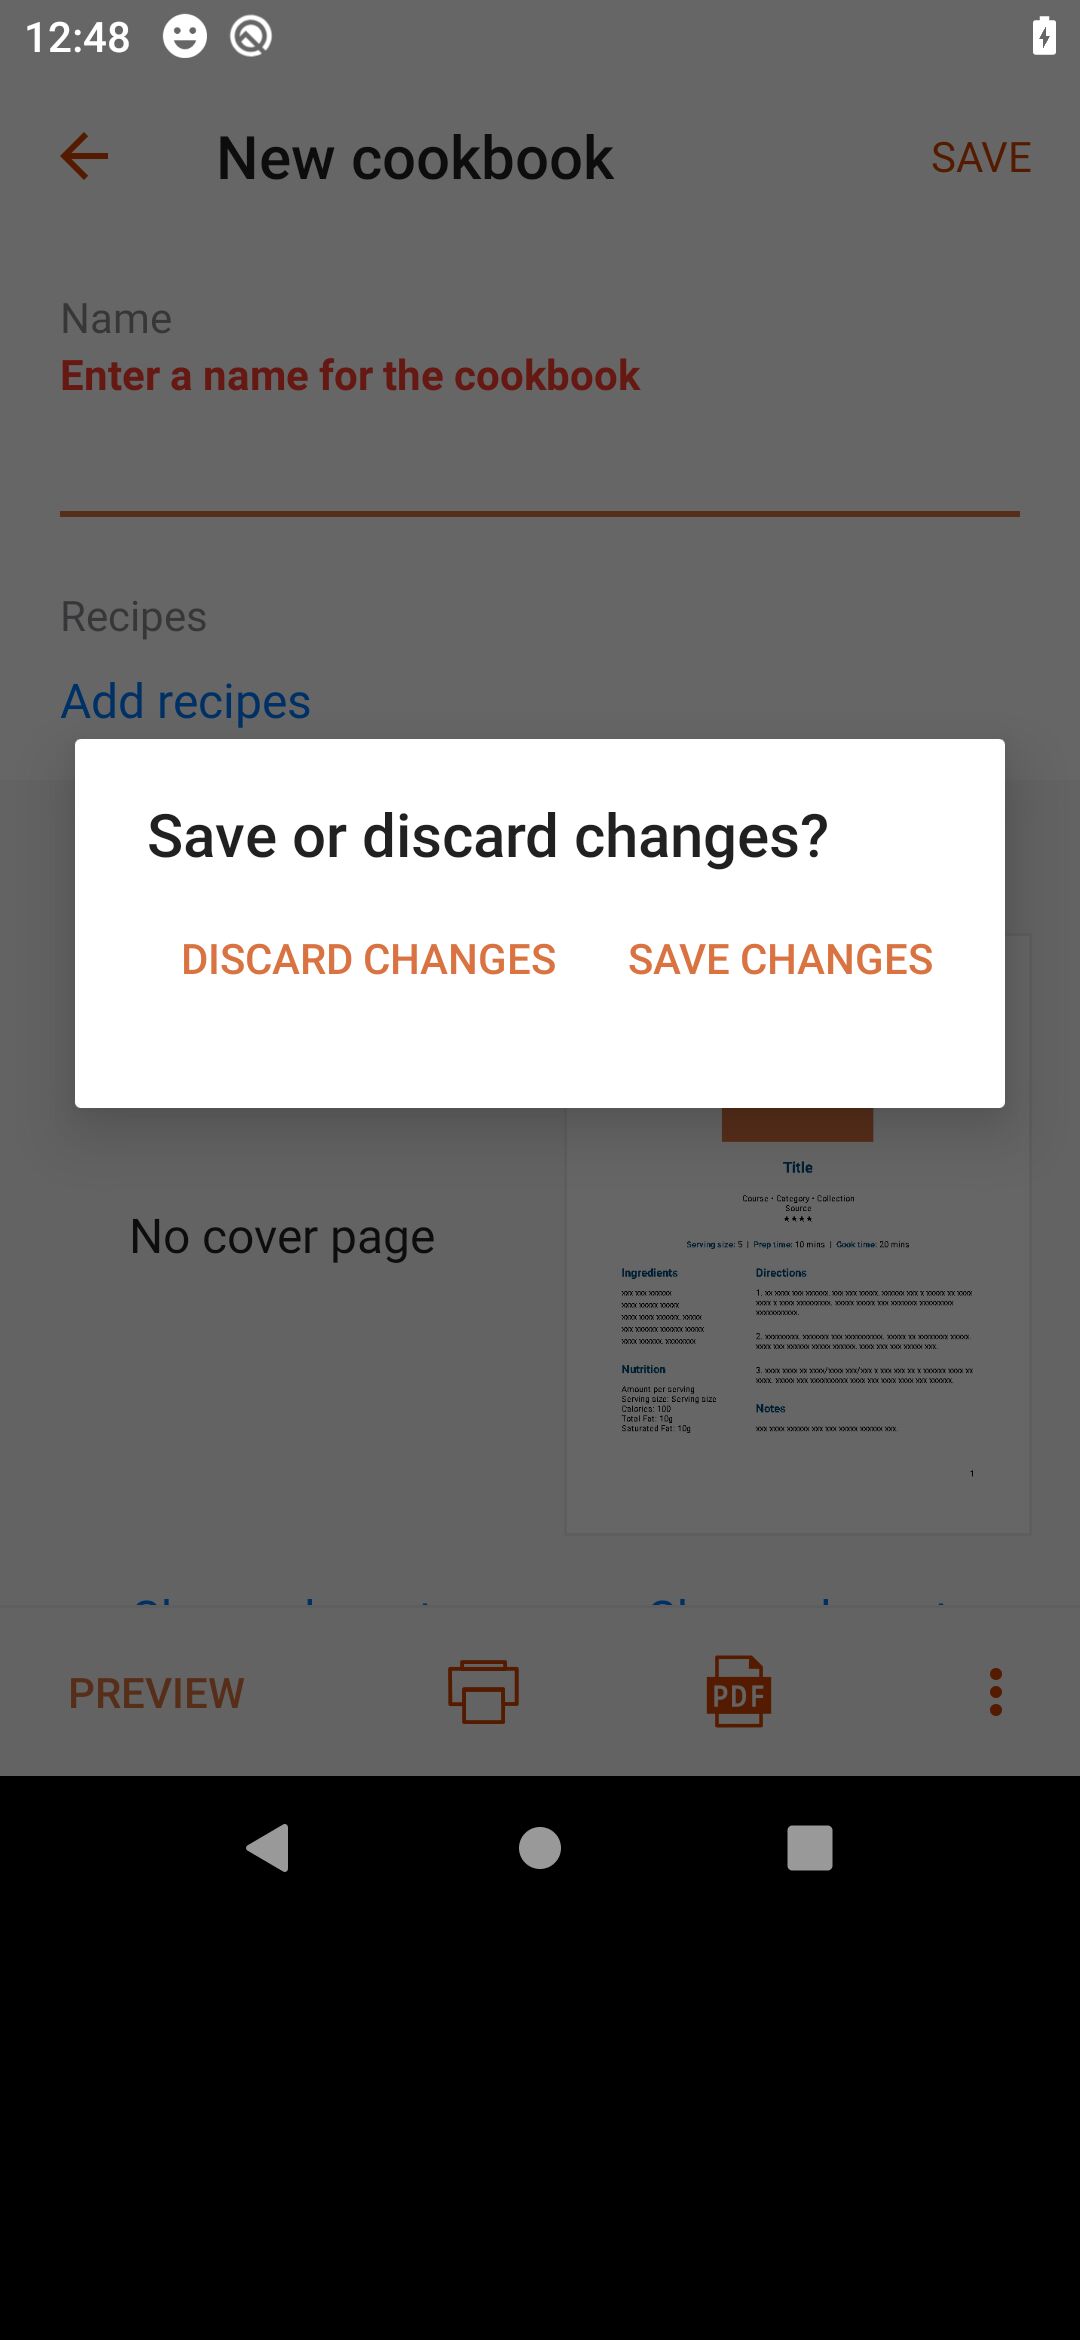 12:48
New cookbook
SAVE
Name
Enter a name for the cookbook
Recipes
Add recipes
Save or discard changes?
DISCARD CHANGES
SAVE CHANGES
No cover page
Title
Course • Category • Collection
Source
★★★★
Serving size: 5 | Prep time: 10 mins | Cook time: 20 mins
Ingredients
Directions
Nutrition
Amount per serving
Serving size: Serving size
Calories: 100
Total Fat: 10g
Saturated Fat: 10g
Notes
1
PREVIEW
PDF